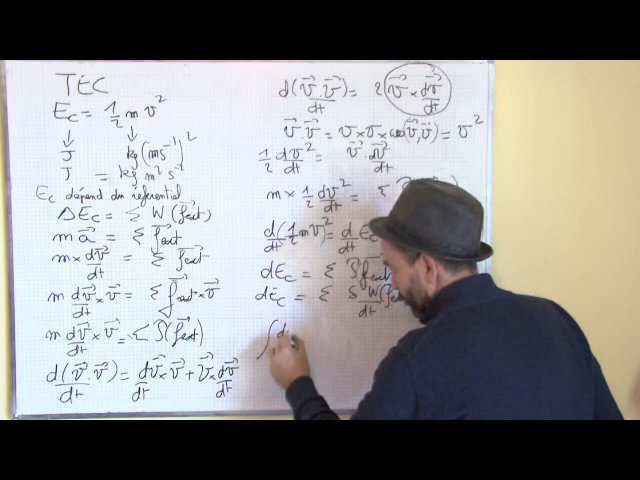 TEC
E_c = 1/2 m v²
↓ ↓
J kg (ms⁻¹)²
J = kg m² s⁻²
Ec dépend du référentiel
ΔEc = Σ W(f⃗ext)
m a⃗ = Σ f⃗ext
m × dv⃗/dt = Σ f⃗ext
m dv⃗/dt × v⃗ = Σ f⃗ext × v⃗
m dv⃗/dt × v⃗ = Σ P(f⃗ext)
d(v⃗.v⃗)/dt = dv⃗/dt × v⃗ + v⃗ × dv⃗/dt
d(v⃗.v⃗)/dt = 2 v⃗ × dv⃗/dt
v⃗.v⃗ = v × v × cos(v⃗,v⃗) = v²
1/2 dv²/dt = v⃗ dv⃗/dt
m × 1/2 dv²/dt = Σ P(
d/dt (1/2 m v²) = d/dt Ec
dEc = Σ P(f⃗ext
dEc = Σ δW(f⃗ext /dt
∫ d